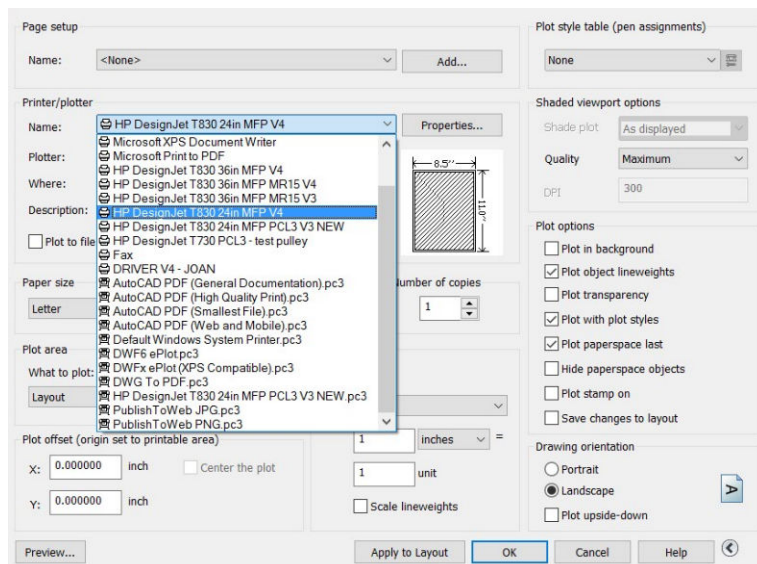 Page setup
Name: <None> Add...
Printer/plotter
Name: HP DesignJet T830 24in MFP V4 Properties...
Plotter:
Where:
Description:
Plot to file
Microsoft XPS Document Writer
Microsoft Print to PDF
HP DesignJet T830 36in MFP V4
HP DesignJet T830 36in MFP MR15 V4
HP DesignJet T830 36in MFP MR15 V3
HP DesignJet T830 24in MFP V4
HP DesignJet T830 24in MFP PCL3 V3 NEW
HP DesignJet T730 PCL3 - test pulley
Fax
DRIVER V4 - JOAN
AutoCAD PDF (General Documentation).pc3
AutoCAD PDF (High Quality Print).pc3
AutoCAD PDF (Smallest File).pc3
AutoCAD PDF (Web and Mobile).pc3
Default Windows System Printer.pc3
DWF6 ePlot.pc3
DWFx ePlot (XPS Compatible).pc3
DWG To PDF.pc3
HP DesignJet T830 24in MFP PCL3 V3 NEW.pc3
PublishToWeb JPG.pc3
PublishToWeb PNG.pc3
8.5"
11.0"
Paper size
Letter
Number of copies
1
Plot area
What to plot:
Layout
Plot offset (origin set to printable area)
X: 0.000000 inch Center the plot
Y: 0.000000 inch
1 inches =
1 unit
Scale lineweights
Plot style table (pen assignments)
None
Shaded viewport options
Shade plot As displayed
Quality Maximum
DPI 300
Plot options
Plot in background
Plot object lineweights
Plot transparency
Plot with plot styles
Plot paperspace last
Hide paperspace objects
Plot stamp on
Save changes to layout
Drawing orientation
Portrait
Landscape
Plot upside-down
A
Preview... Apply to Layout OK Cancel Help